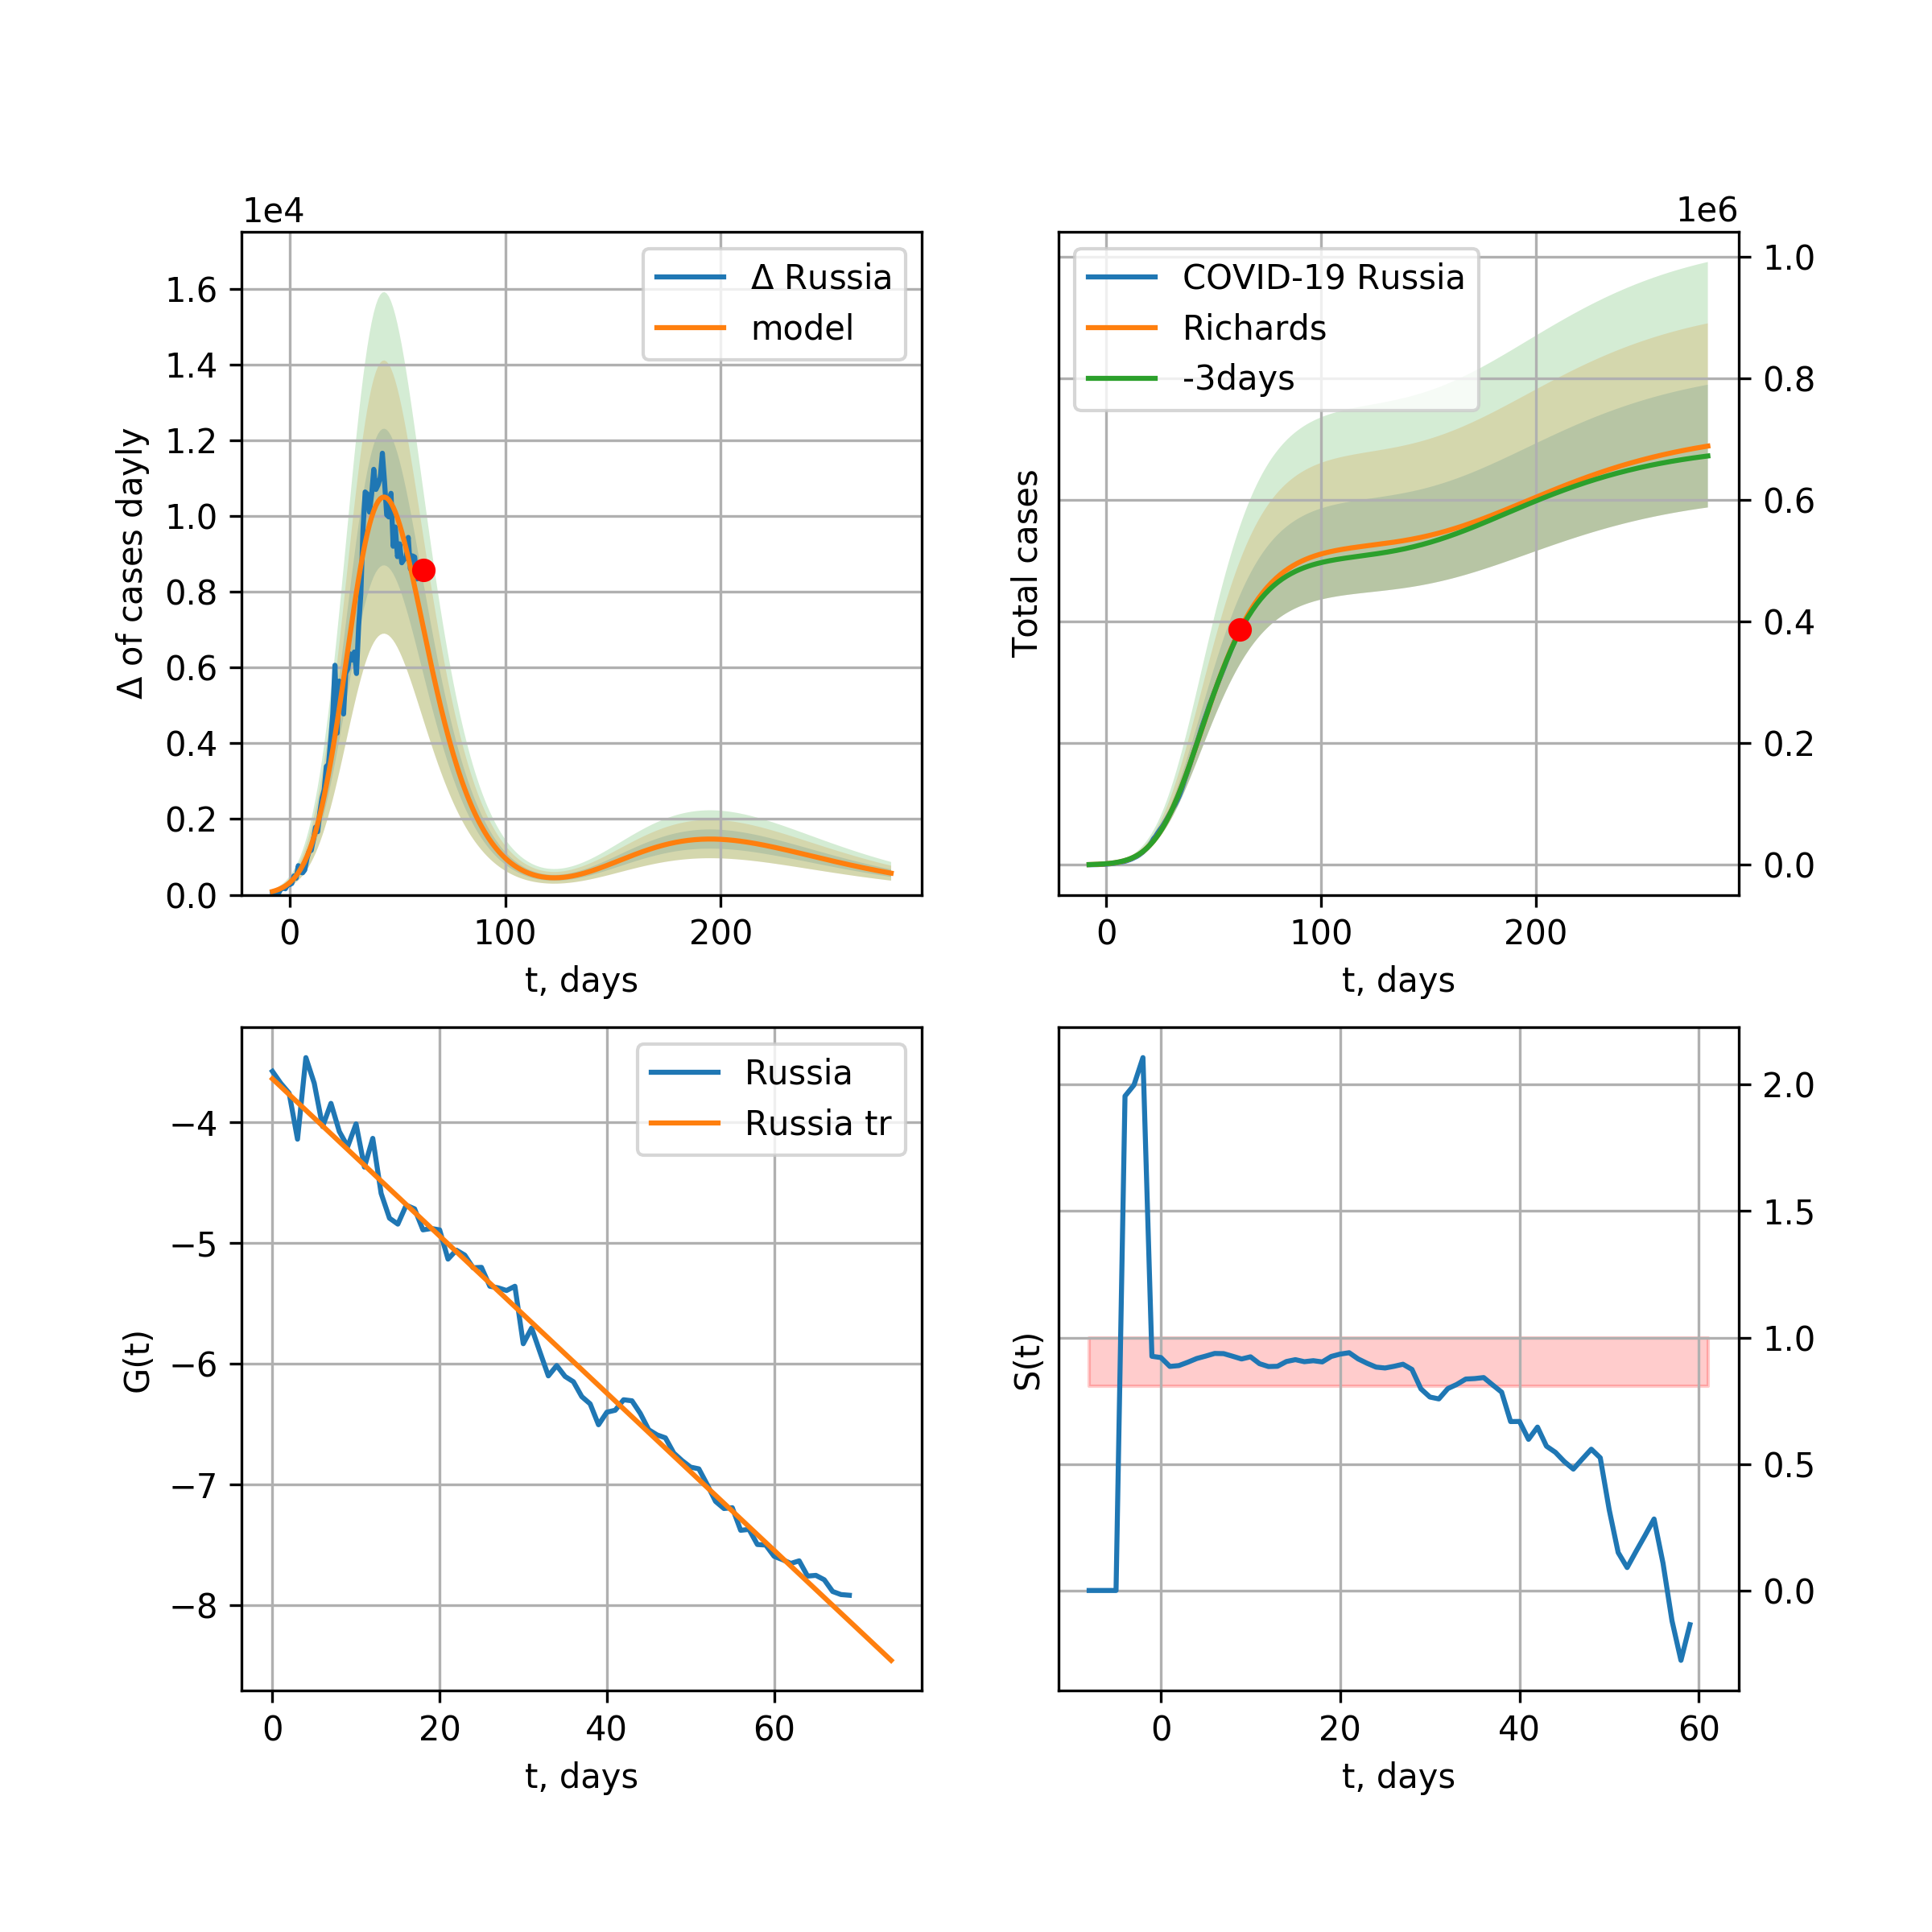 1e4
1.6
1.4
1.2
1.0
0.8
0.6
0.4
0.2
0.0
Δ of cases dayly
Δ Russia
model
0
100
200
t, days
1e6
COVID-19 Russia
Richards
-3days
Total cases
1.0
0.8
0.6
0.4
0.2
0.0
0
100
200
t, days
Russia
Russia tr
G(t)
−4
−5
−6
−7
−8
0
20
40
60
t, days
S(t)
2.0
1.5
1.0
0.5
0.0
0
20
40
60
t, days